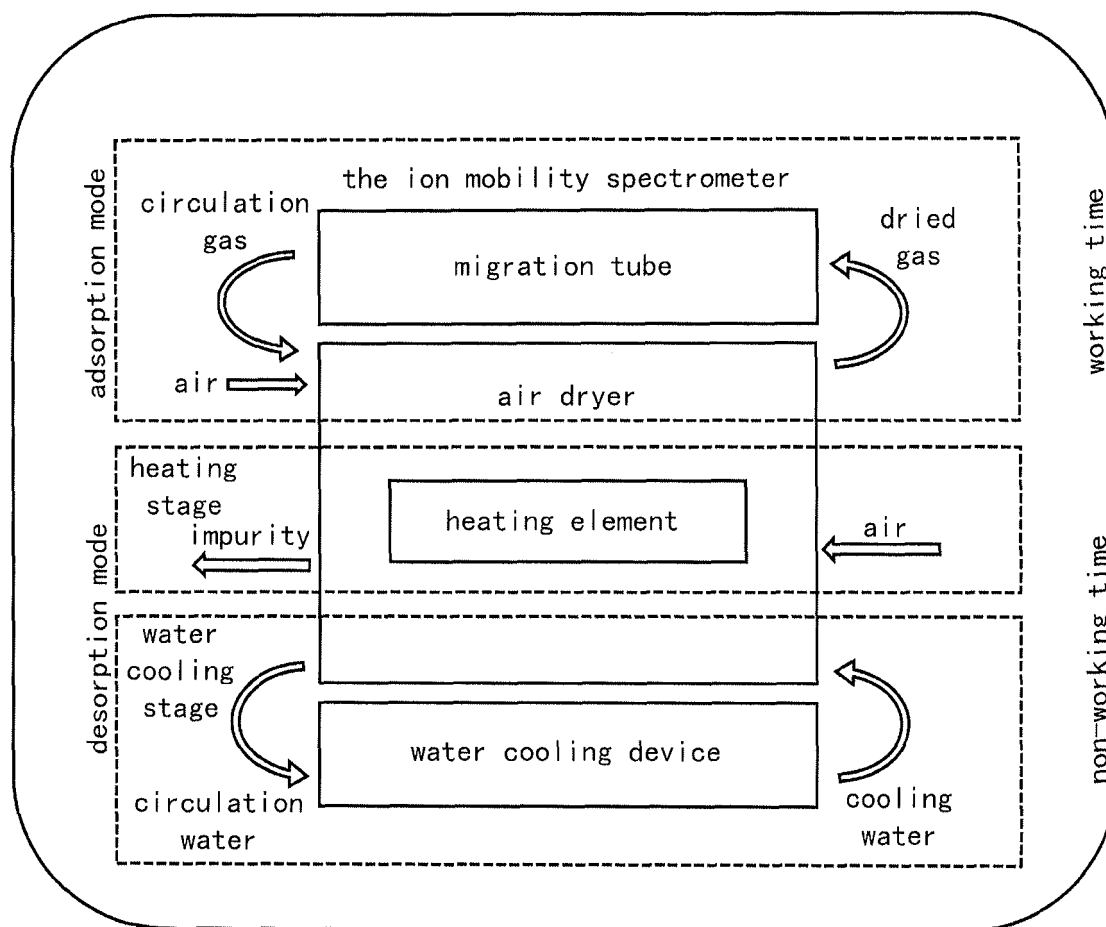 the ion mobility spectrometer
circulation
gas
dried
gas
migration tube
adsorption mode
working time
air
air dryer
heating
stage
impurity
heating element
air
desorption mode
non-working time
water
cooling
stage
water cooling device
circulation
water
cooling
water